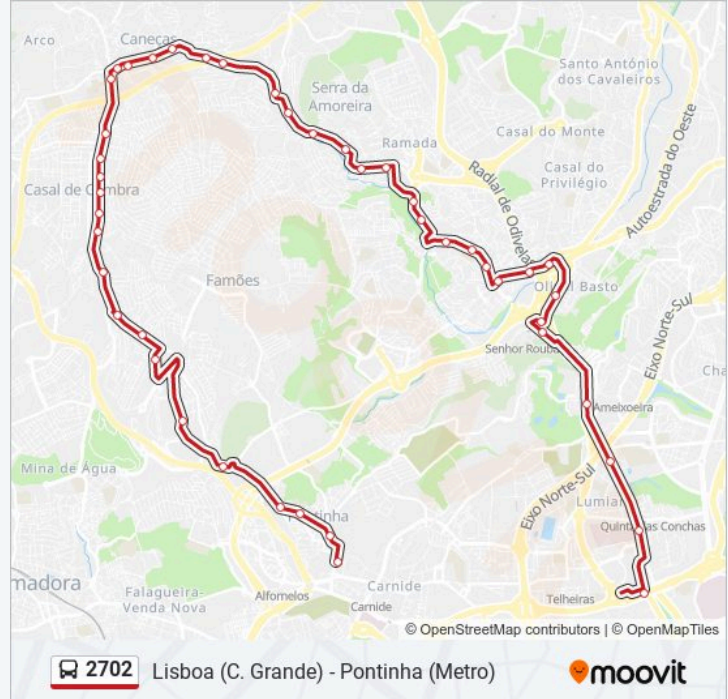 Arco
Caneças
Santo António
dos Cavaleiros
Serra da
Amoreira
Ramada
Casal do Monte
Casal do
Privilégio
Radial de Odivelas
Autoestrada do Oeste
Casal de Cambra
Famões
Olival Basto
Eixo Norte-Sul
Senhor Roubado
Cha
Ameixoeira
Mina de Água
Eixo Norte-Sul
Lumiar
Pontinha
Quinta das Conchas
madora
Falagueira-
Venda Nova
Alfornelos
Carnide
Carnide
Telheiras
© OpenStreetMap contributors | © OpenMapTiles
2702 Lisboa (C. Grande) - Pontinha (Metro)
moovit